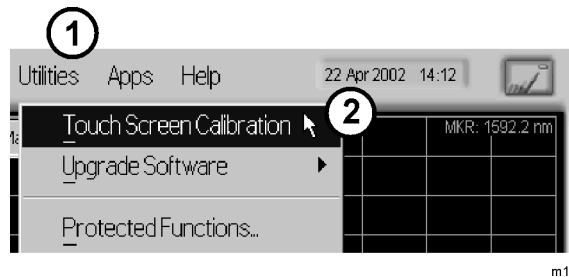 1
Utilities Apps Help 22 Apr 2002 14:12
Touch Screen Calibration 2
MKR: 1592.2 nm
Upgrade Software
Protected Functions...
m1